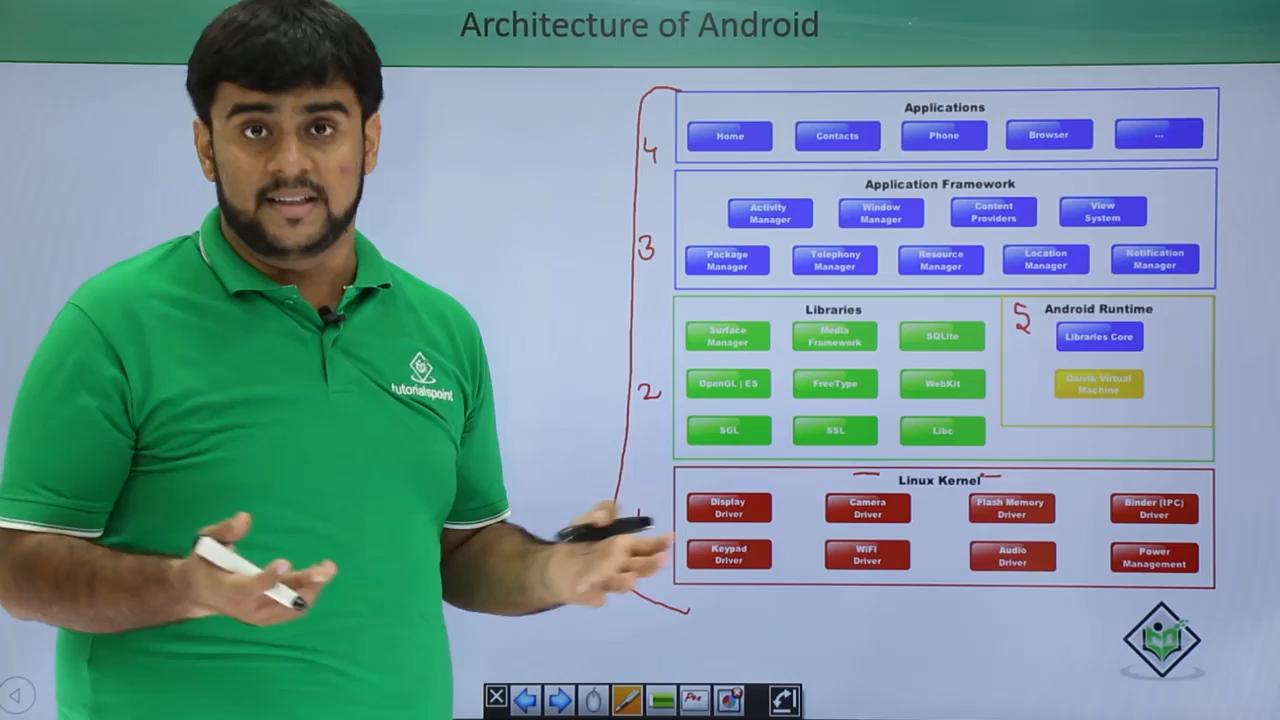 Architecture of Android
4
Applications
Home
Contacts
Phone
Browser
...
3
Application Framework
Activity
Manager
Window
Manager
Content
Providers
View
System
Package
Manager
Telephony
Manager
Resource
Manager
Location
Manager
Notification
Manager
2
Libraries
Surface
Manager
Media
Framework
SQLite
OpenGL | ES
FreeType
WebKit
SGL
SSL
Libc
5
Android Runtime
Libraries Core
Dalvik Virtual
Machine
Linux Kernel
Display
Driver
Camera
Driver
Flash Memory
Driver
Binder (IPC)
Driver
Keypad
Driver
WiFi
Driver
Audio
Driver
Power
Management
tutorialspoint